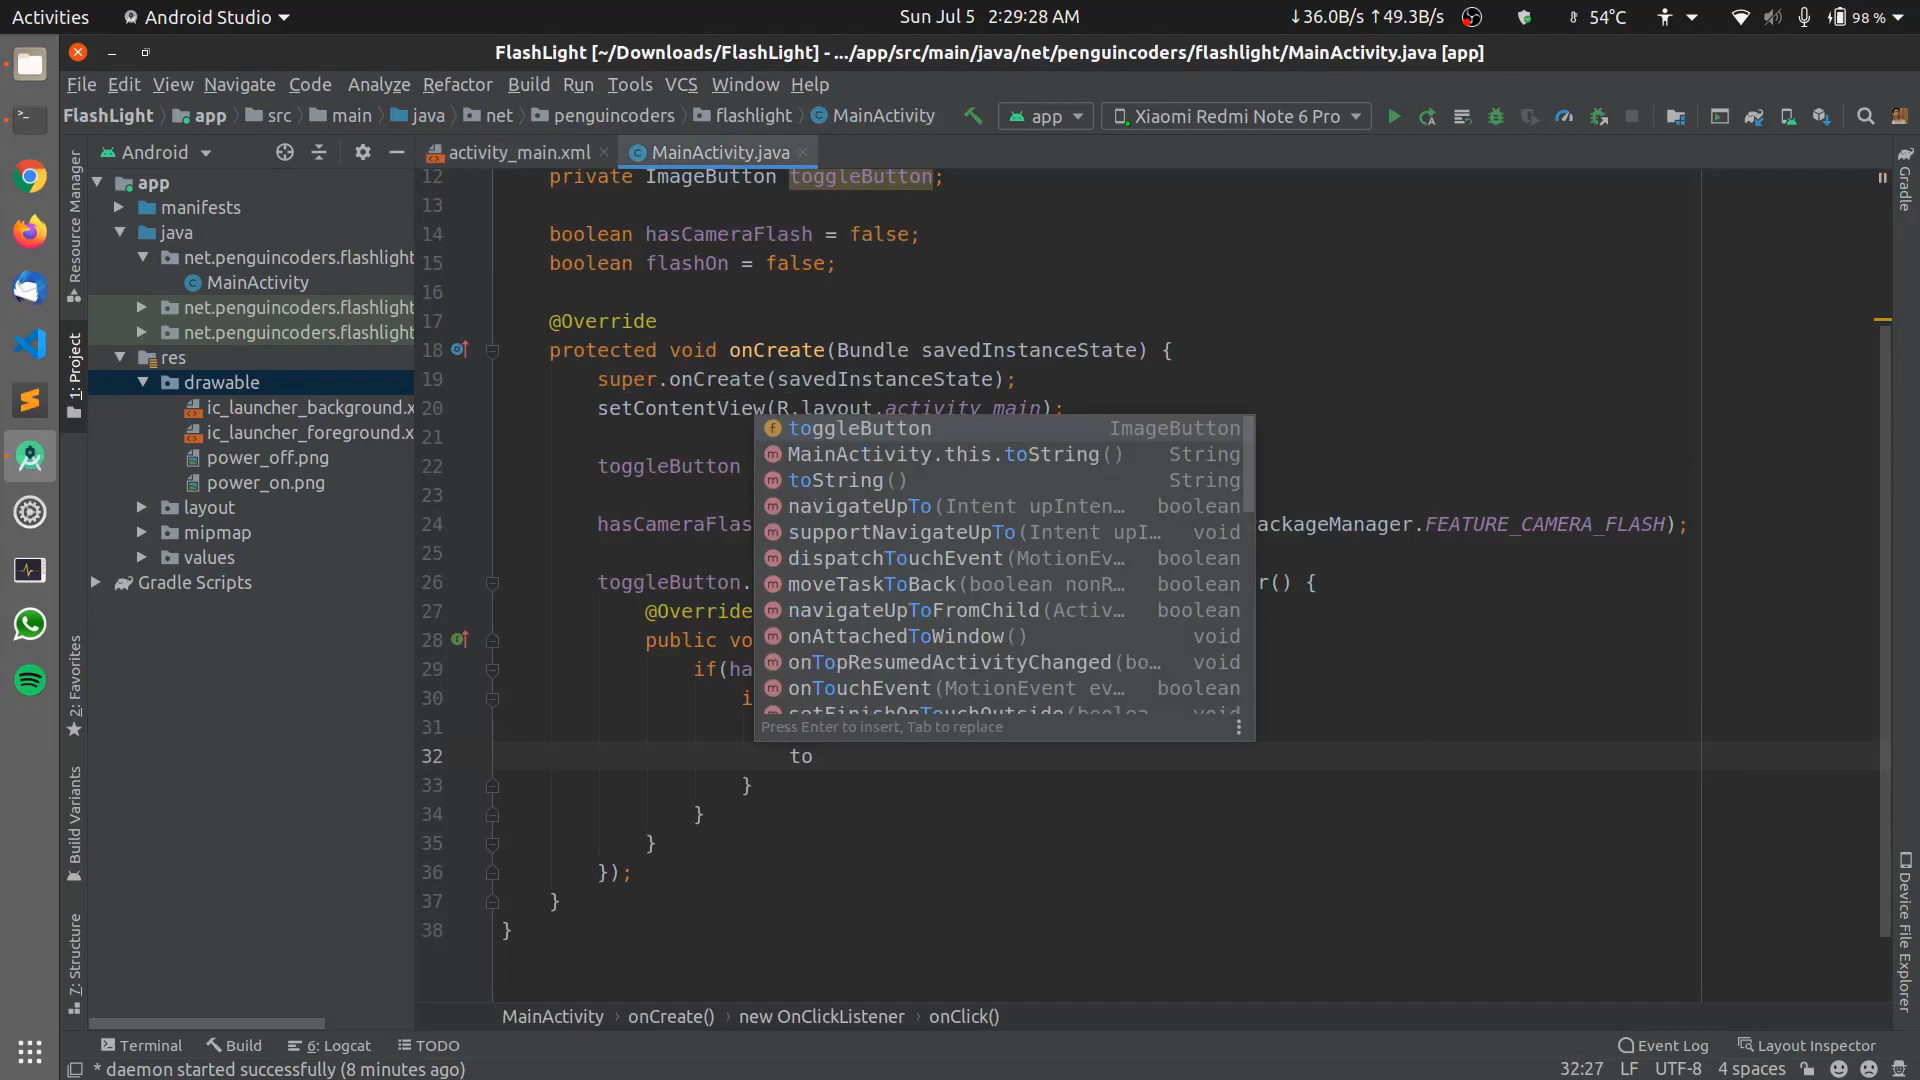 Activities
Android Studio
Sun Jul 5 2:29:28 AM
↓36.0B/s ↑49.3B/s
54°C
98 %
FlashLight [~/Downloads/FlashLight] - .../app/src/main/java/net/penguincoders/flashlight/MainActivity.java [app]
File Edit View Navigate Code Analyze Refactor Build Run Tools VCS Window Help
FlashLight app src main java net penguincoders flashlight MainActivity
app
Xiaomi Redmi Note 6 Pro
Android
activity_main.xml
MainActivity.java
Resource Manager
1: Project
2: Favorites
Build Variants
7: Structure
app
manifests
java
net.penguincoders.flashlight
MainActivity
net.penguincoders.flashlight
net.penguincoders.flashlight
res
drawable
ic_launcher_background.x
ic_launcher_foreground.x
power_off.png
power_on.png
layout
mipmap
values
Gradle Scripts
12 private ImageButton toggleButton;
13
14 boolean hasCameraFlash = false;
15 boolean flashOn = false;
16
17 @Override
18 protected void onCreate(Bundle savedInstanceState) {
19 super.onCreate(savedInstanceState);
20 setContentView(R.layout.activity_main);
21
22 toggleButton
23
24 hasCameraFlas ackageManager.FEATURE_CAMERA_FLASH);
25
26 toggleButton. r() {
27 @Override
28 public vo
29 if(ha
30 i
31
32 to
33 }
34 }
35 }
36 });
37 }
38 }
toggleButton ImageButton
MainActivity.this.toString() String
toString() String
navigateUpTo(Intent upInten… boolean
supportNavigateUpTo(Intent upI… void
dispatchTouchEvent(MotionEv… boolean
moveTaskToBack(boolean nonR… boolean
navigateUpToFromChild(Activ… boolean
onAttachedToWindow() void
onTopResumedActivityChanged(bo… void
onTouchEvent(MotionEvent ev… boolean
setFinishOnTouchOutside(boolea void
Press Enter to insert, Tab to replace
Gradle
Device File Explorer
MainActivity › onCreate() › new OnClickListener › onClick()
Terminal
Build
6: Logcat
TODO
Event Log
Layout Inspector
* daemon started successfully (8 minutes ago)
32:27 LF UTF-8 4 spaces